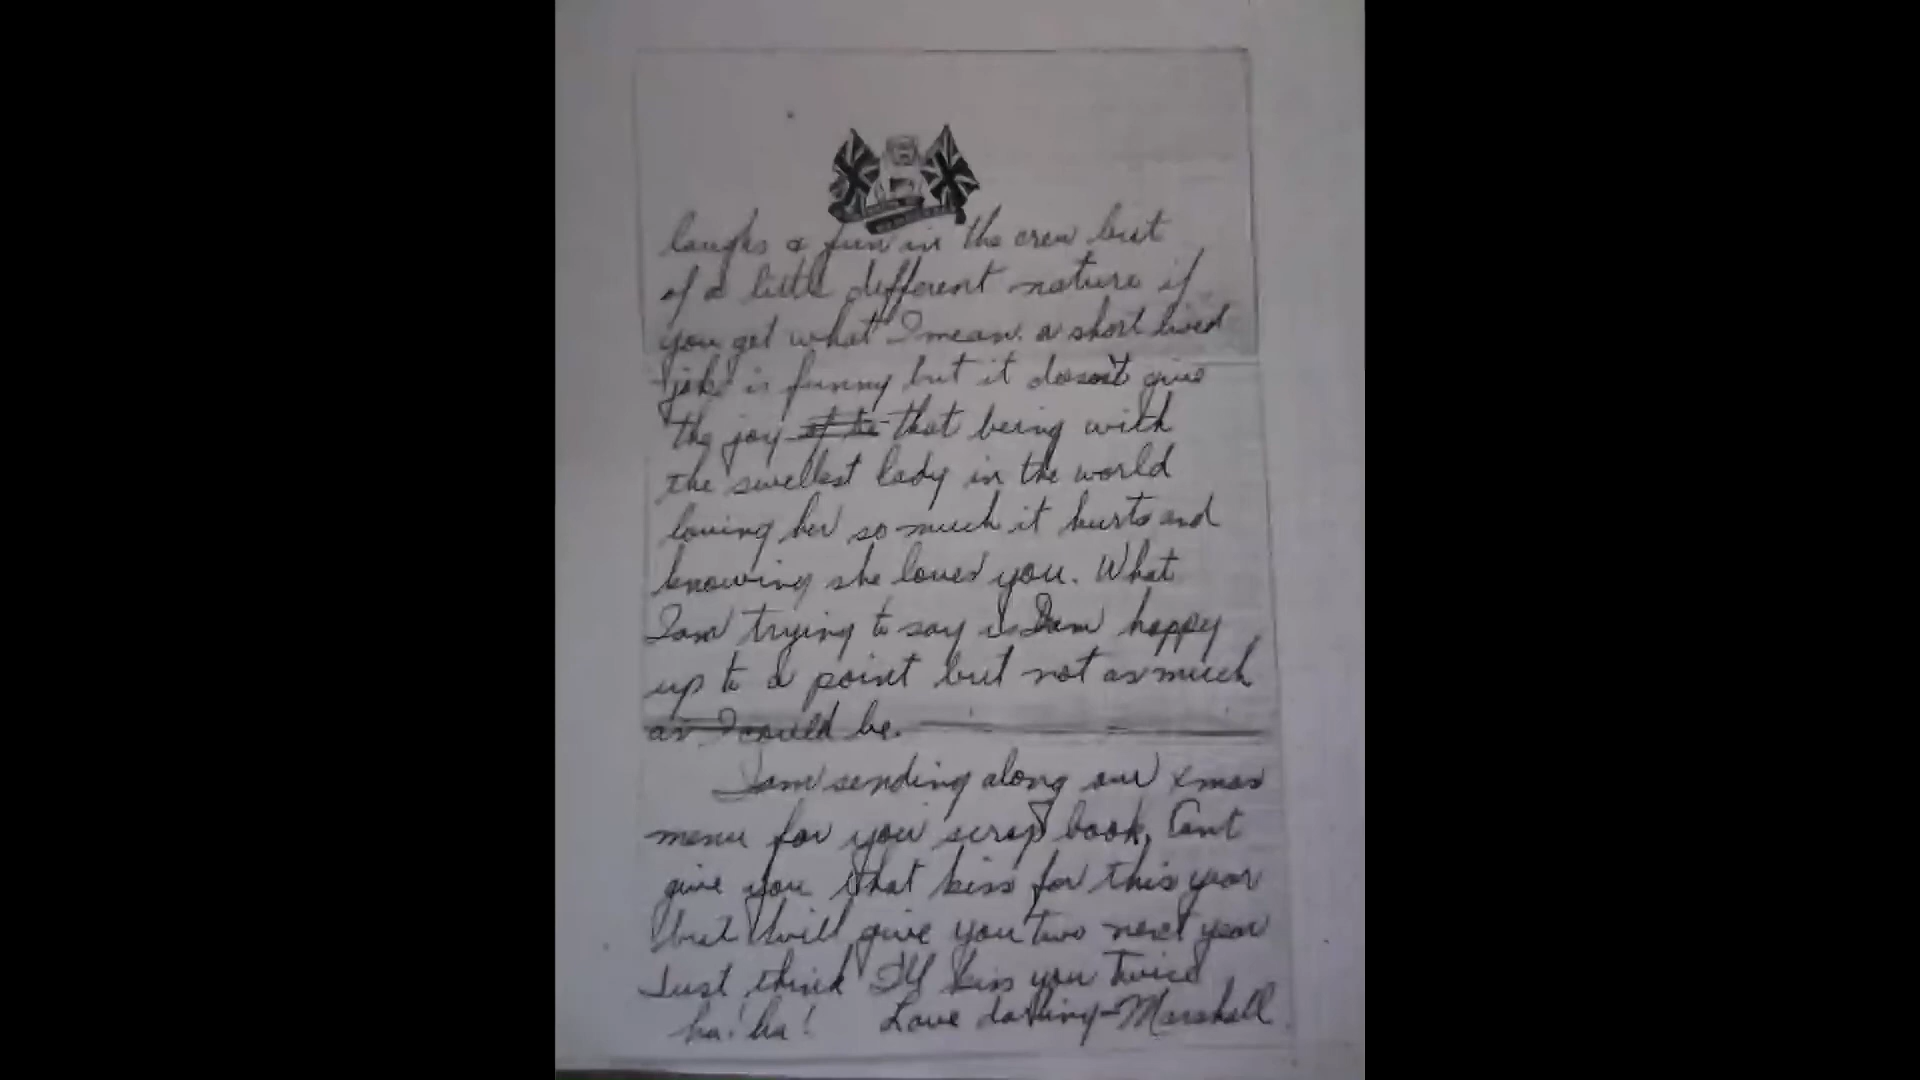 laughs & fun in the crew but
of a little different nature if
you get what I mean. a short lived
joke is funny but it doesn't give
the joy of the that being with
the swellest lady in the world
loving her so much it hurts and
knowing she loves you. What
I am trying to say is I am happy
up to a point but not as much
as I could be.
I am sending along our xmas
menu for your scrap book, Cant
give you that kiss for this year
but I will give you two next year
Just think I'll kiss you twice
ha! ha! Love darling - Marshall